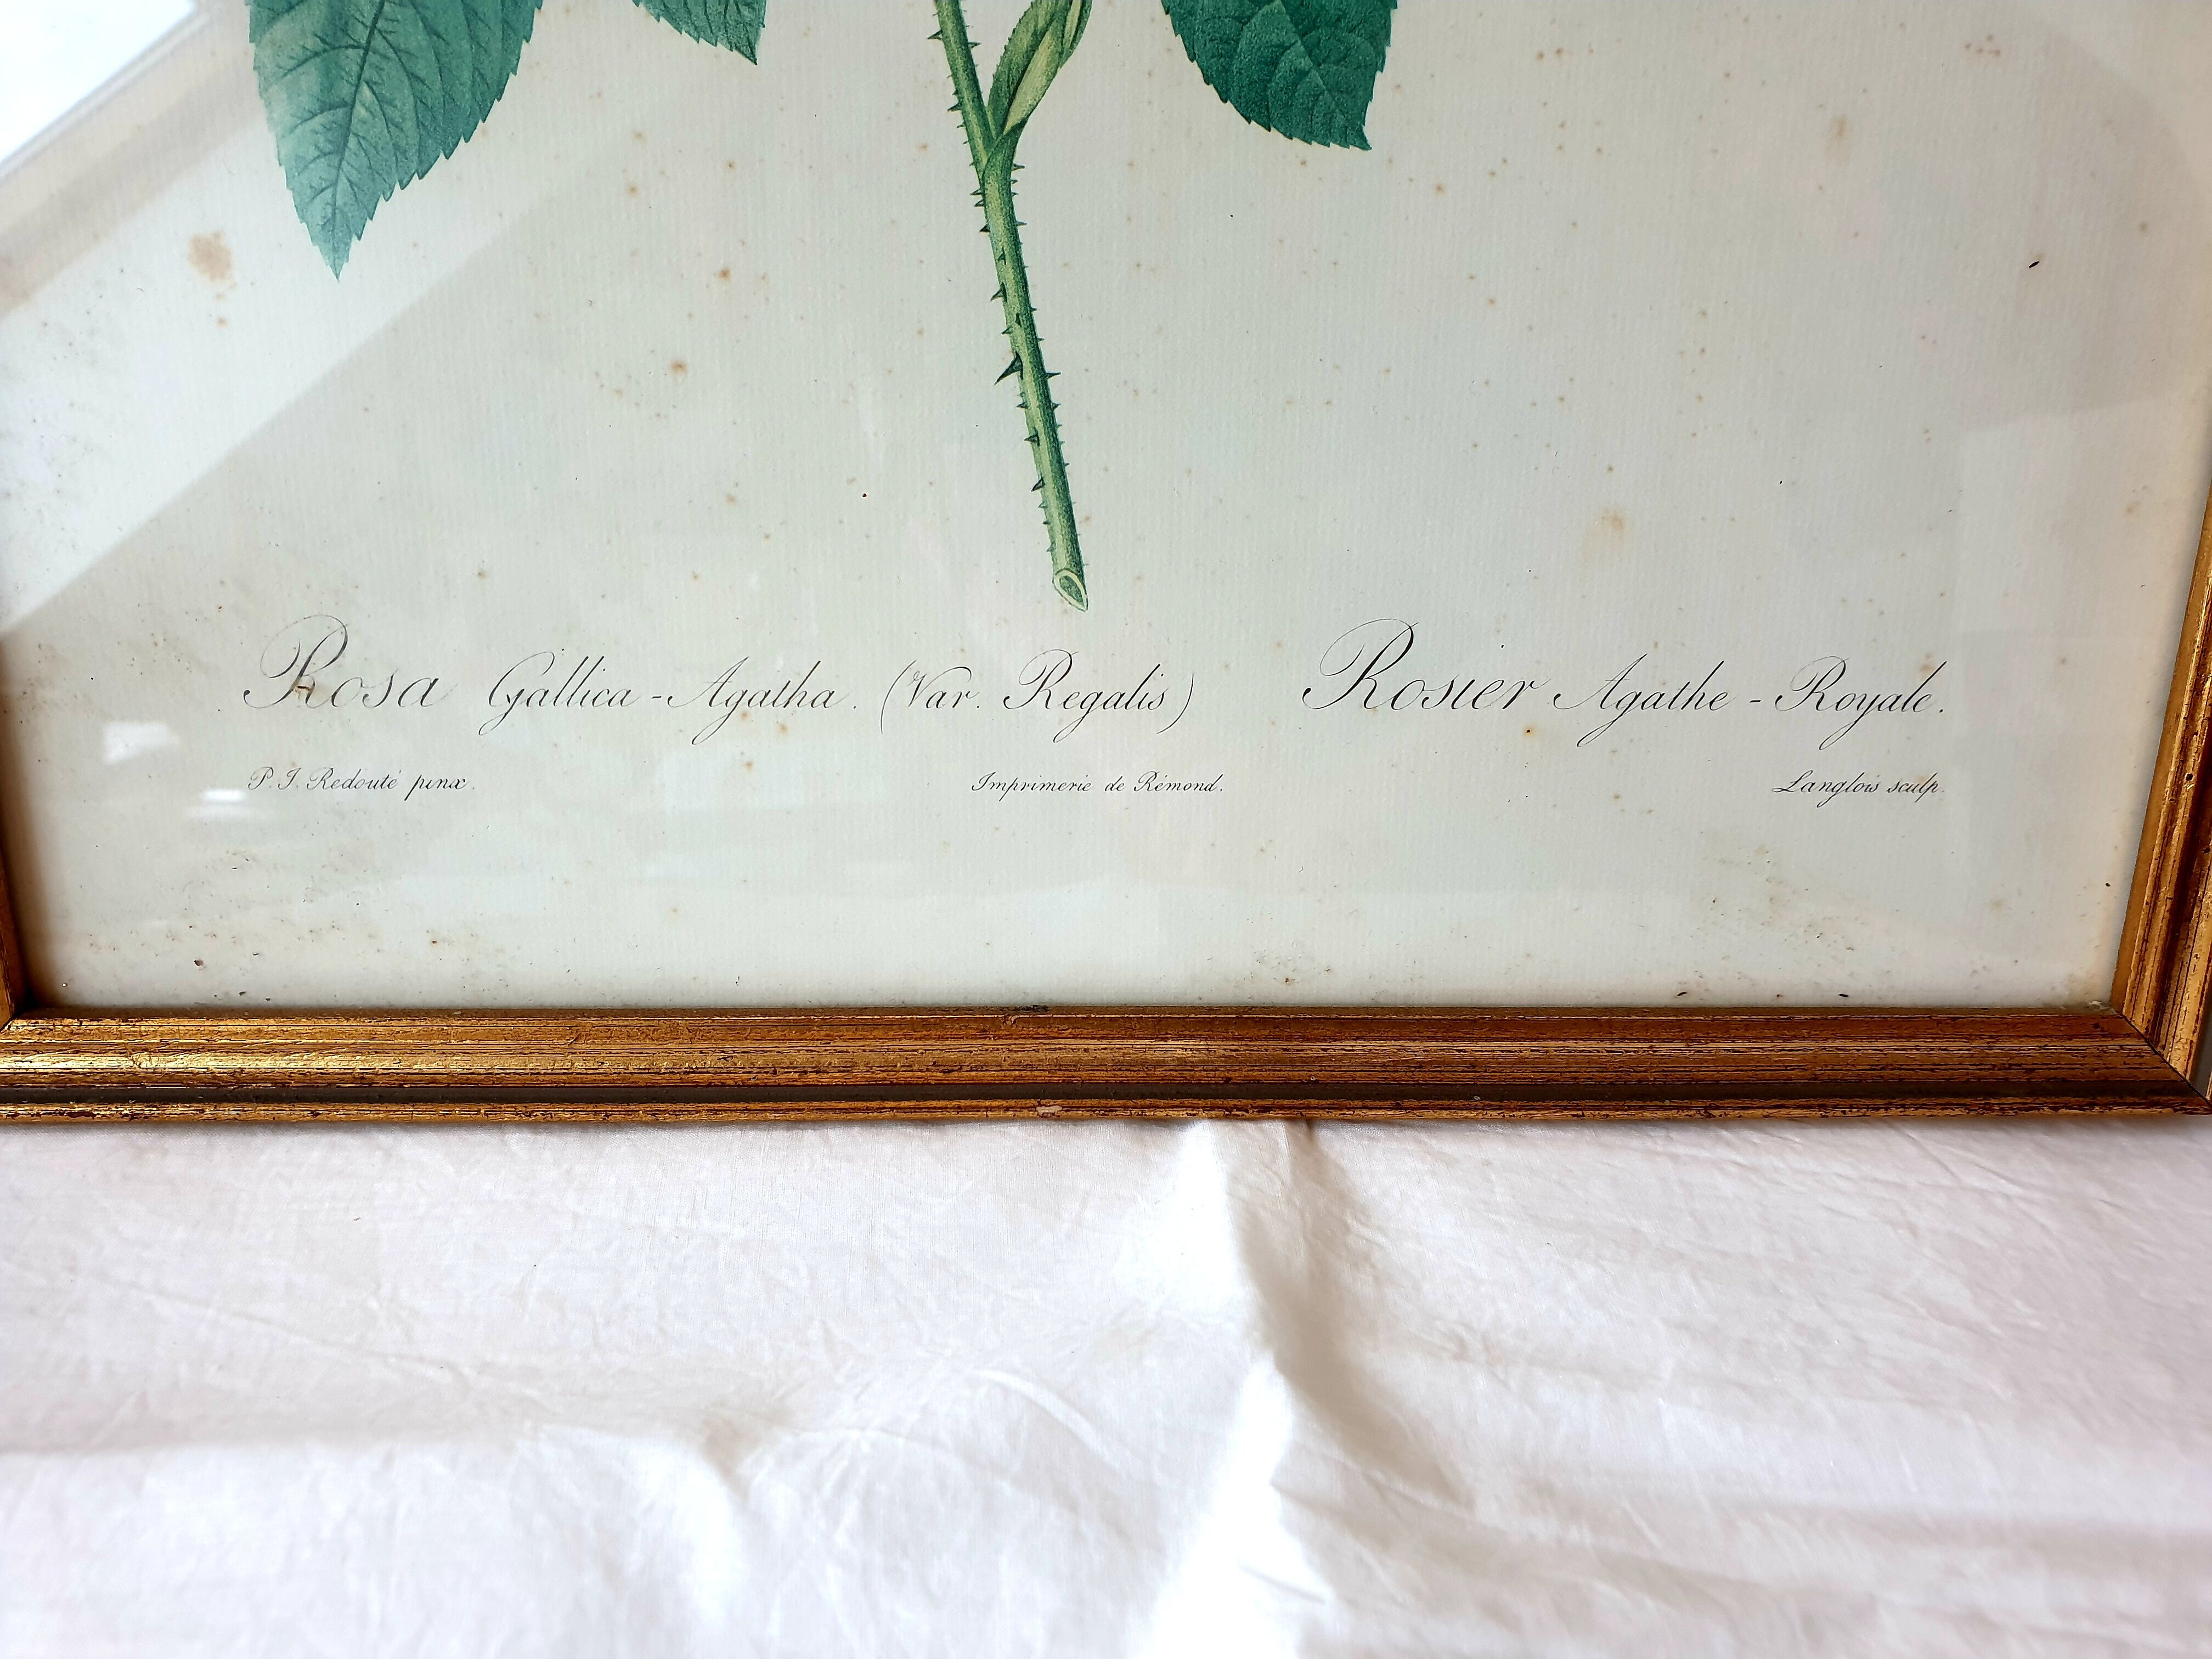 Rosa Gallica-Agatha. (Var. Regalis) Rosier Agathe-Royale.
P. J. Redouté pinx. Imprimerie de Rémond. Langlois sculp.